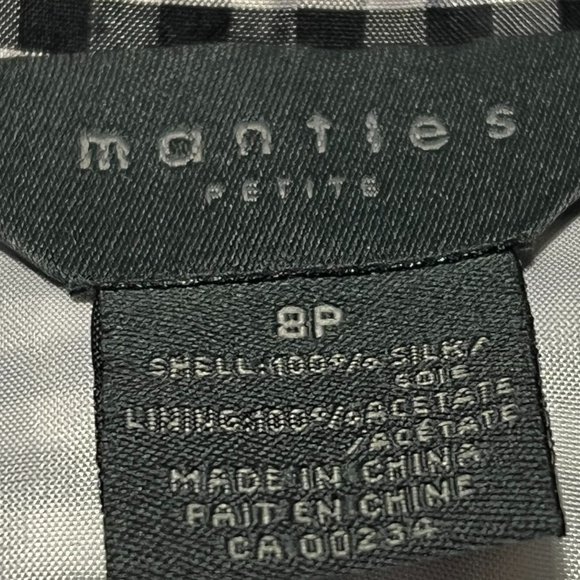 mantles
PETITE
8P
SHELL:100% SILK/
SOIE
LINING:100% ACETATE
/ACÉTATE
MADE IN CHINA
FAIT EN CHINE
CA 00234